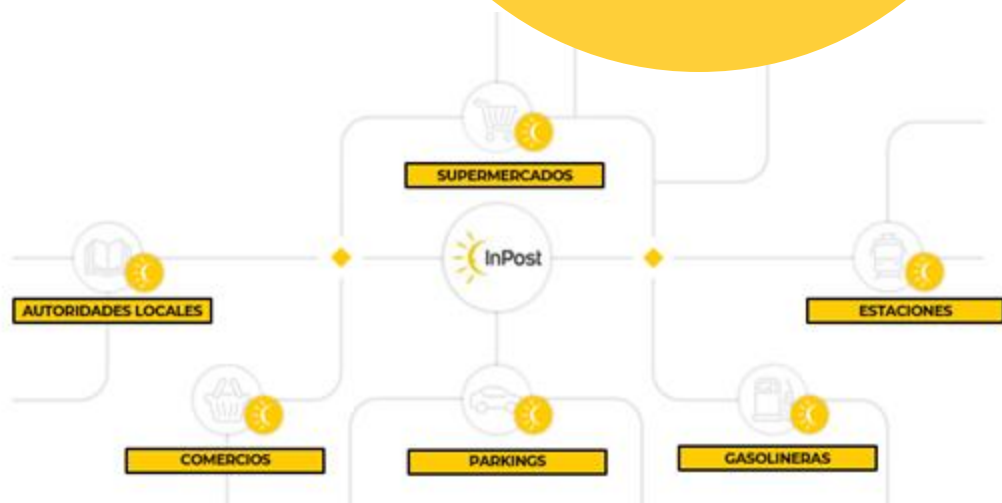 SUPERMERCADOS
InPost
AUTORIDADES LOCALES
ESTACIONES
COMERCIOS
PARKINGS
GASOLINERAS